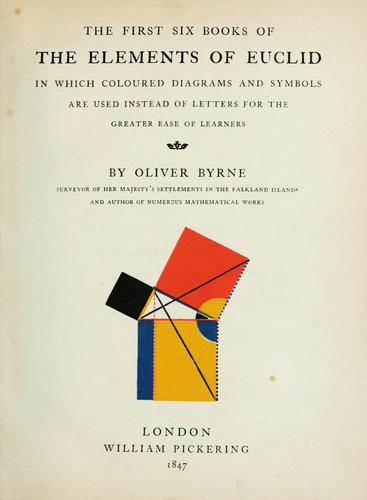 THE FIRST SIX BOOKS OF
THE ELEMENTS OF EUCLID
IN WHICH COLOURED DIAGRAMS AND SYMBOLS
ARE USED INSTEAD OF LETTERS FOR THE
GREATER EASE OF LEARNERS
BY OLIVER BYRNE
SURVEYOR OF HER MAJESTY'S SETTLEMENTS IN THE FALKLAND ISLANDS
AND AUTHOR OF NUMEROUS MATHEMATICAL WORKS
LONDON
WILLIAM PICKERING
1847